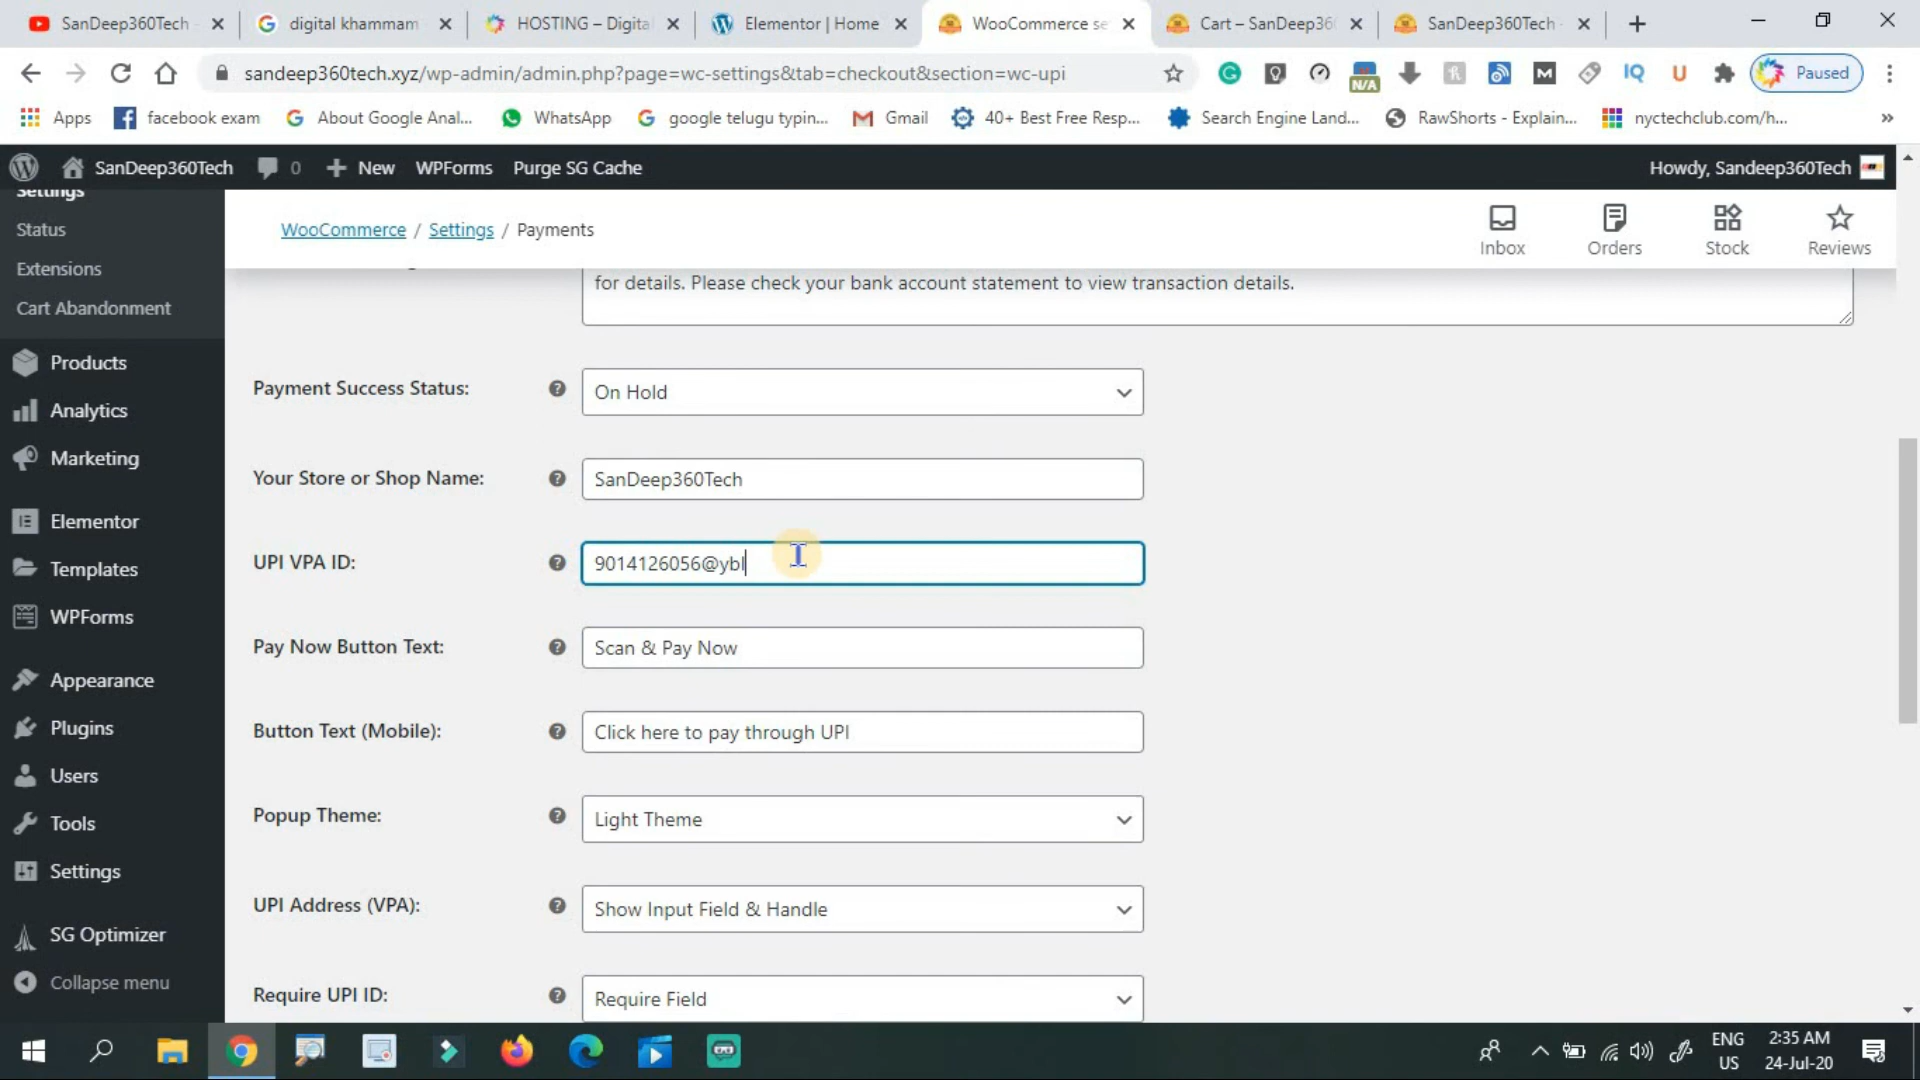 SanDeep360Tech -
digital khammam
HOSTING – Digita
Elementor | Home
WooCommerce se
Cart – SanDeep36
SanDeep360Tech -
sandeep360tech.xyz/wp-admin/admin.php?page=wc-settings&tab=checkout&section=wc-upi
N/A
M
IQ
U
Paused
Apps
facebook exam
About Google Anal...
WhatsApp
google telugu typin...
Gmail
40+ Best Free Resp...
Search Engine Land...
RawShorts - Explain...
nyctechclub.com/h...
»
SanDeep360Tech
0
New
WPForms
Purge SG Cache
Howdy, Sandeep360Tech
Settings
Status
Extensions
Cart Abandonment
Products
Analytics
Marketing
Elementor
Templates
WPForms
Appearance
Plugins
Users
Tools
Settings
SG Optimizer
Collapse menu
WooCommerce / Settings / Payments
Inbox
Orders
Stock
Reviews
for details. Please check your bank account statement to view transaction details.
Payment Success Status:
On Hold
Your Store or Shop Name:
SanDeep360Tech
UPI VPA ID:
9014126056@ybl
Pay Now Button Text:
Scan & Pay Now
Button Text (Mobile):
Click here to pay through UPI
Popup Theme:
Light Theme
UPI Address (VPA):
Show Input Field & Handle
Require UPI ID:
Require Field
ENG
US
2:35 AM
24-Jul-20